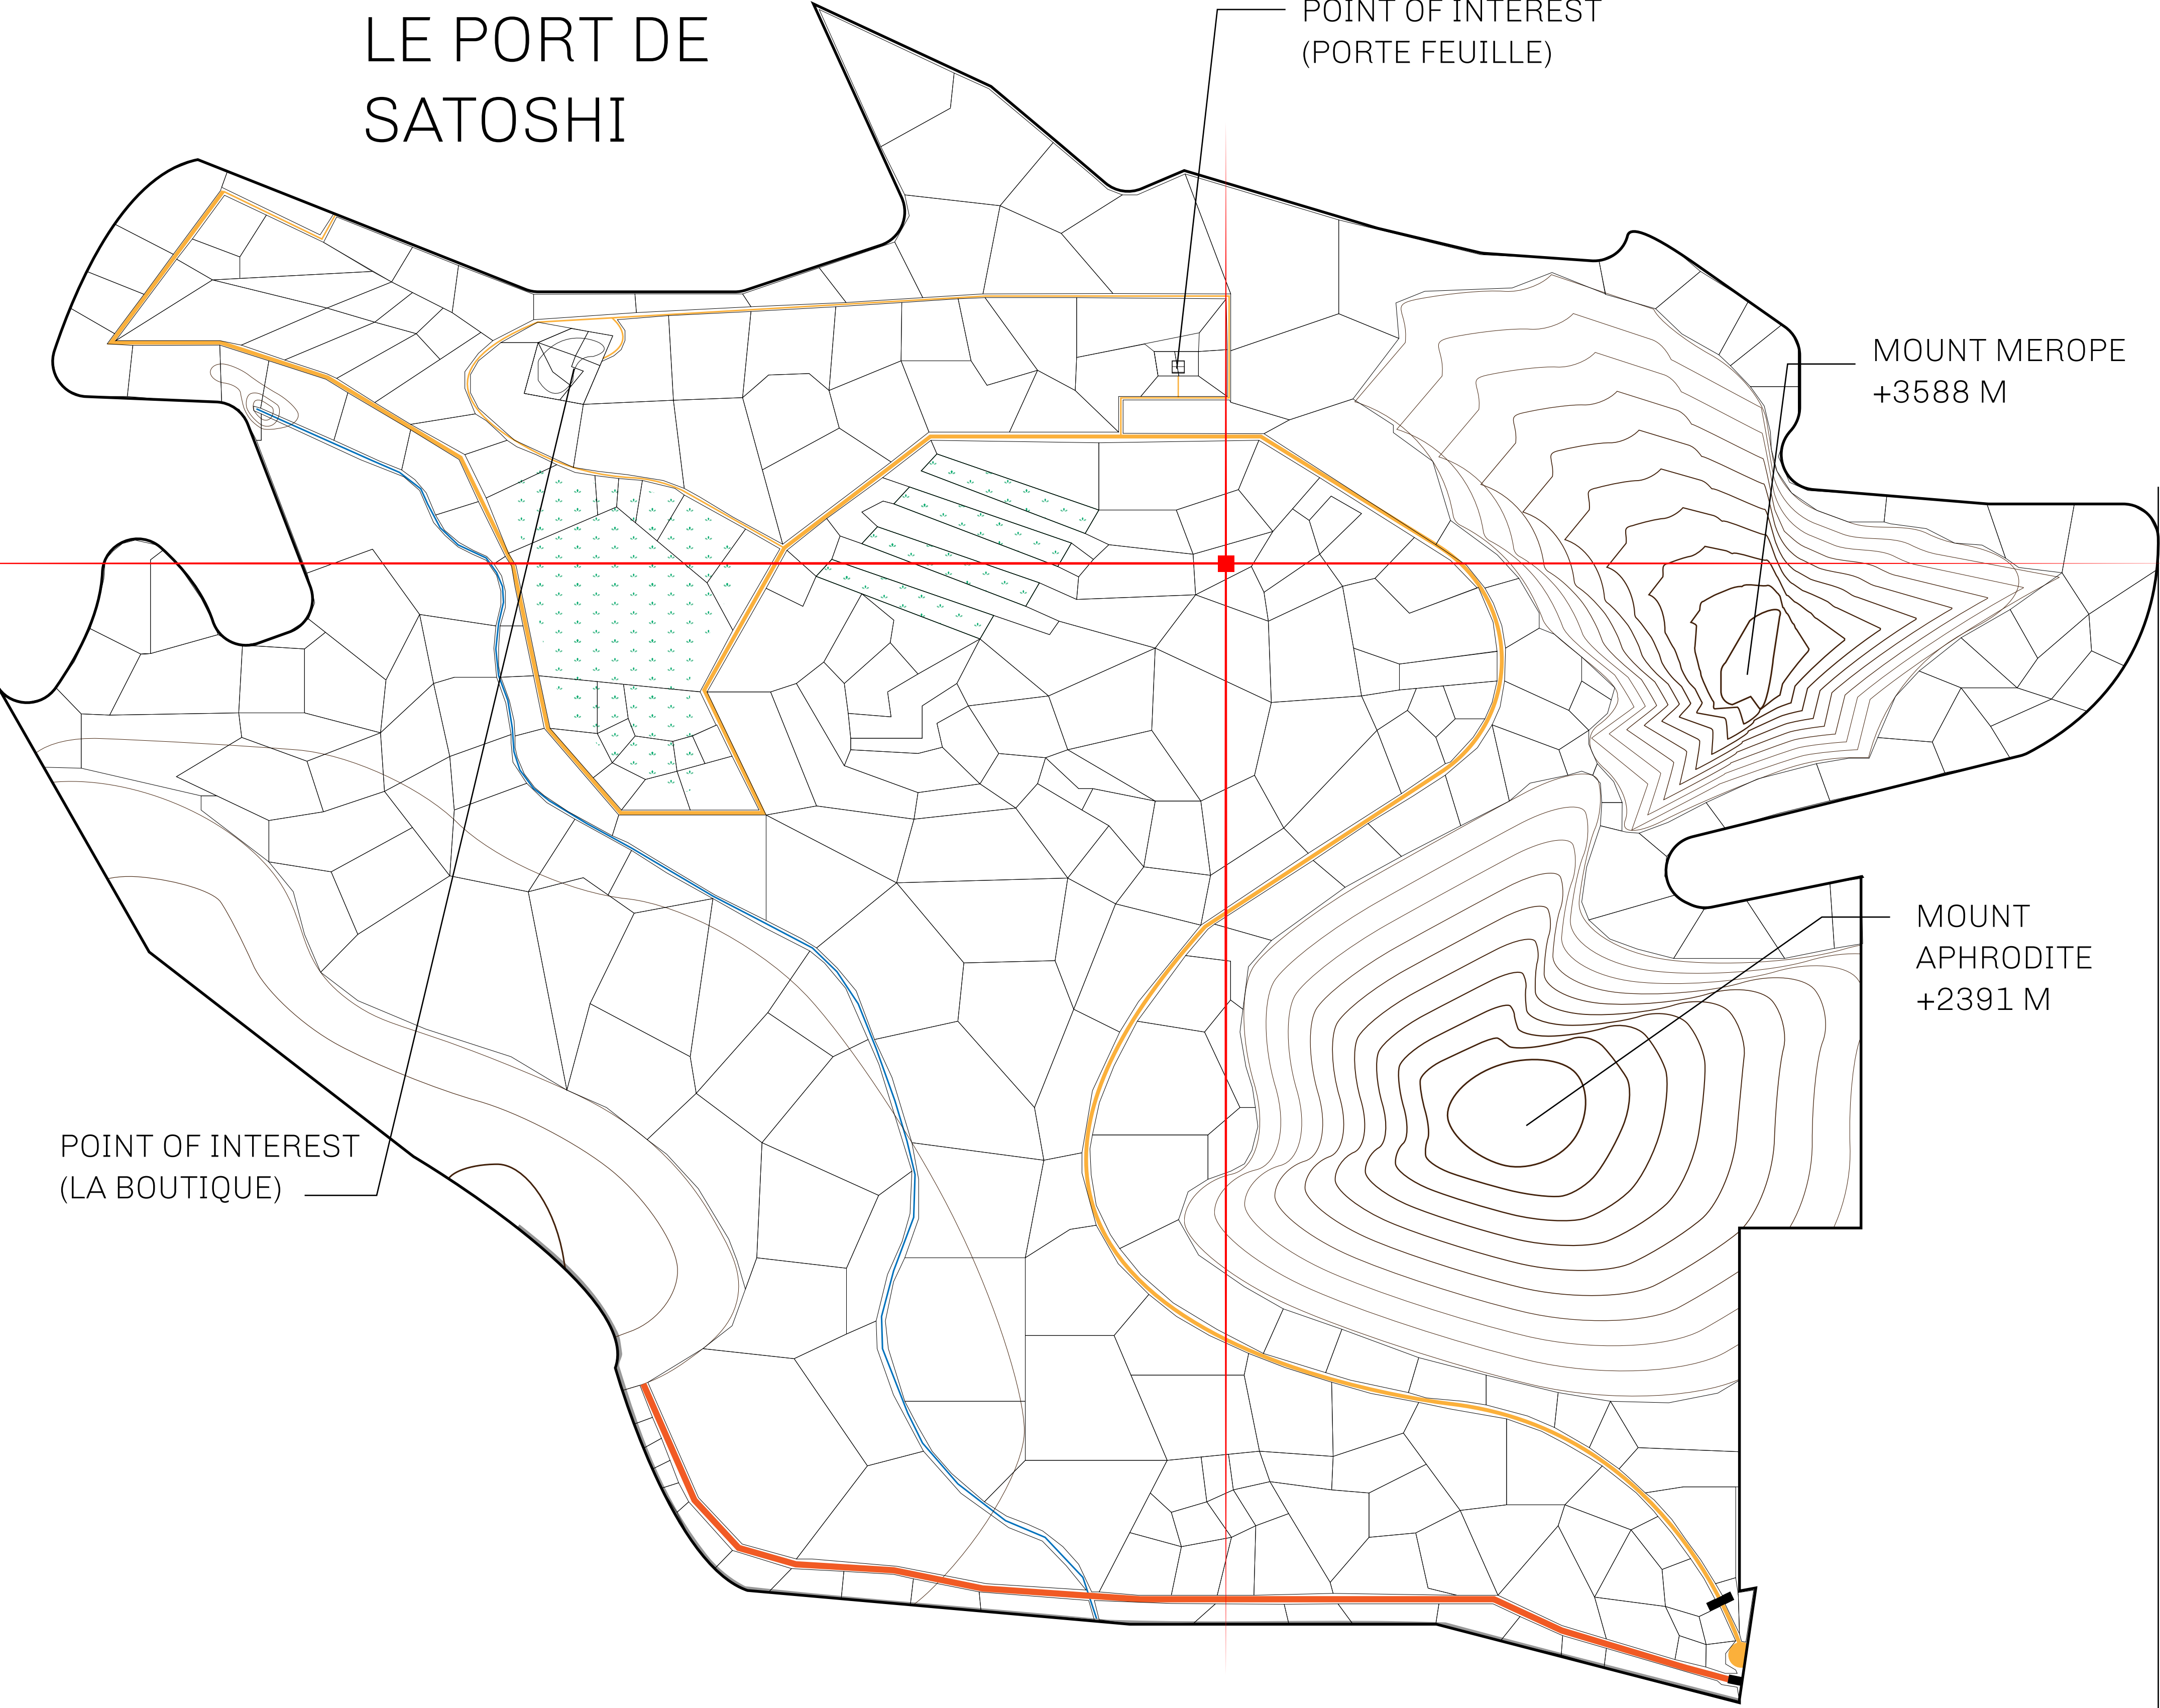 LE PORT DE
SATOSHI
POINT OF INTEREST
(PORTE FEUILLE)
MOUNT MEROPE
+3588 M
MOUNT
APHRODITE
+2391 M
POINT OF INTEREST
(LA BOUTIQUE)